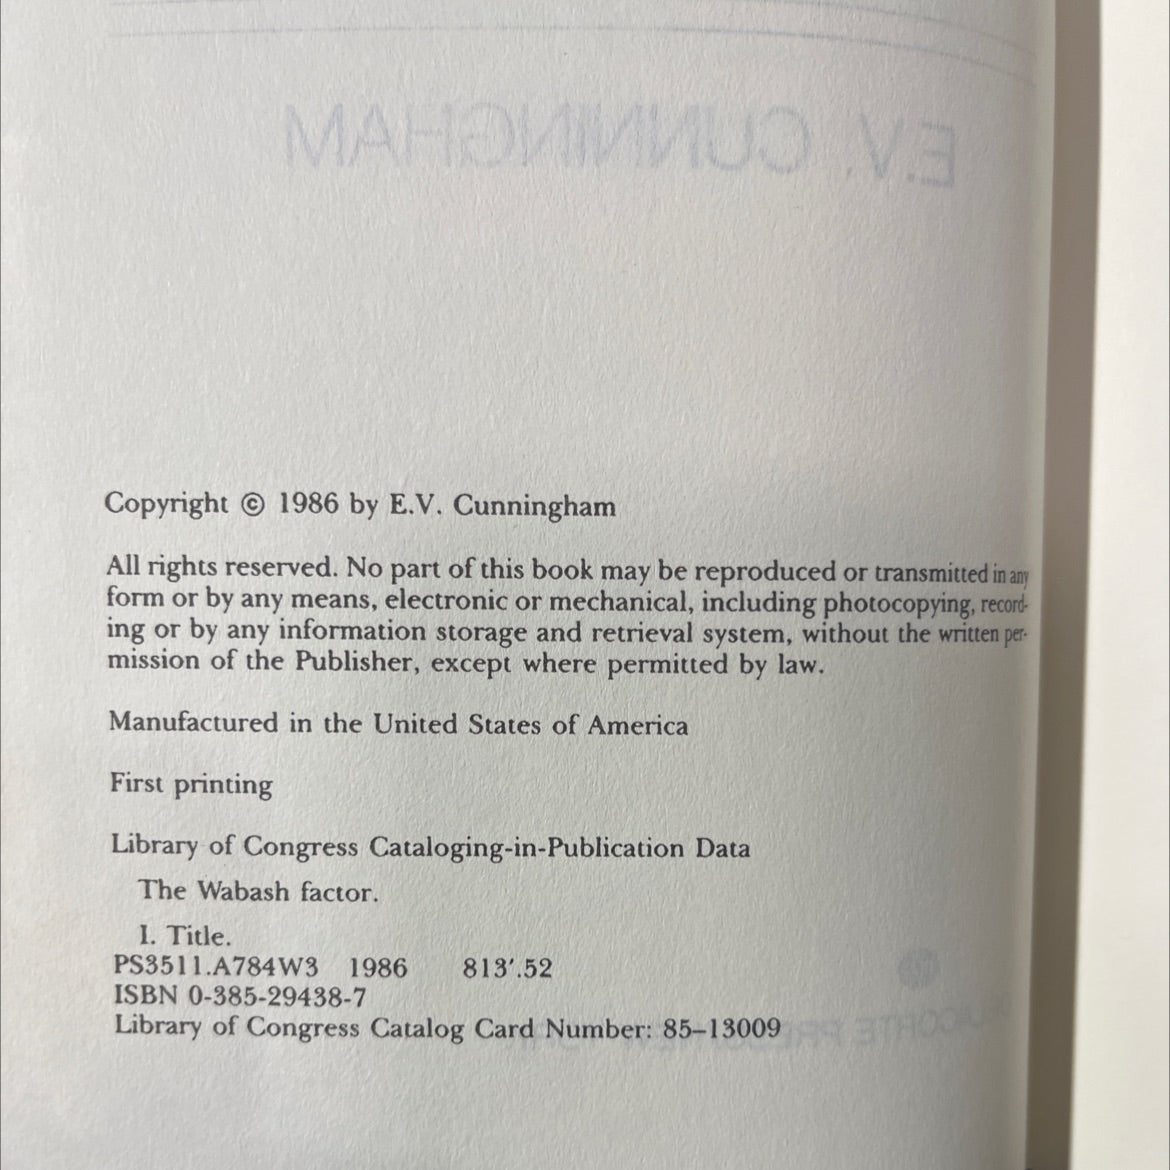 E.V. CUNNINGHAM
Copyright © 1986 by E.V. Cunningham
All rights reserved. No part of this book may be reproduced or transmitted in any
form or by any means, electronic or mechanical, including photocopying, record-
ing or by any information storage and retrieval system, without the written per-
mission of the Publisher, except where permitted by law.
Manufactured in the United States of America
First printing
Library of Congress Cataloging-in-Publication Data
The Wabash factor.
I. Title.
PS3511.A784W3 1986 813′.52
ISBN 0-385-29438-7
Library of Congress Catalog Card Number: 85–13009